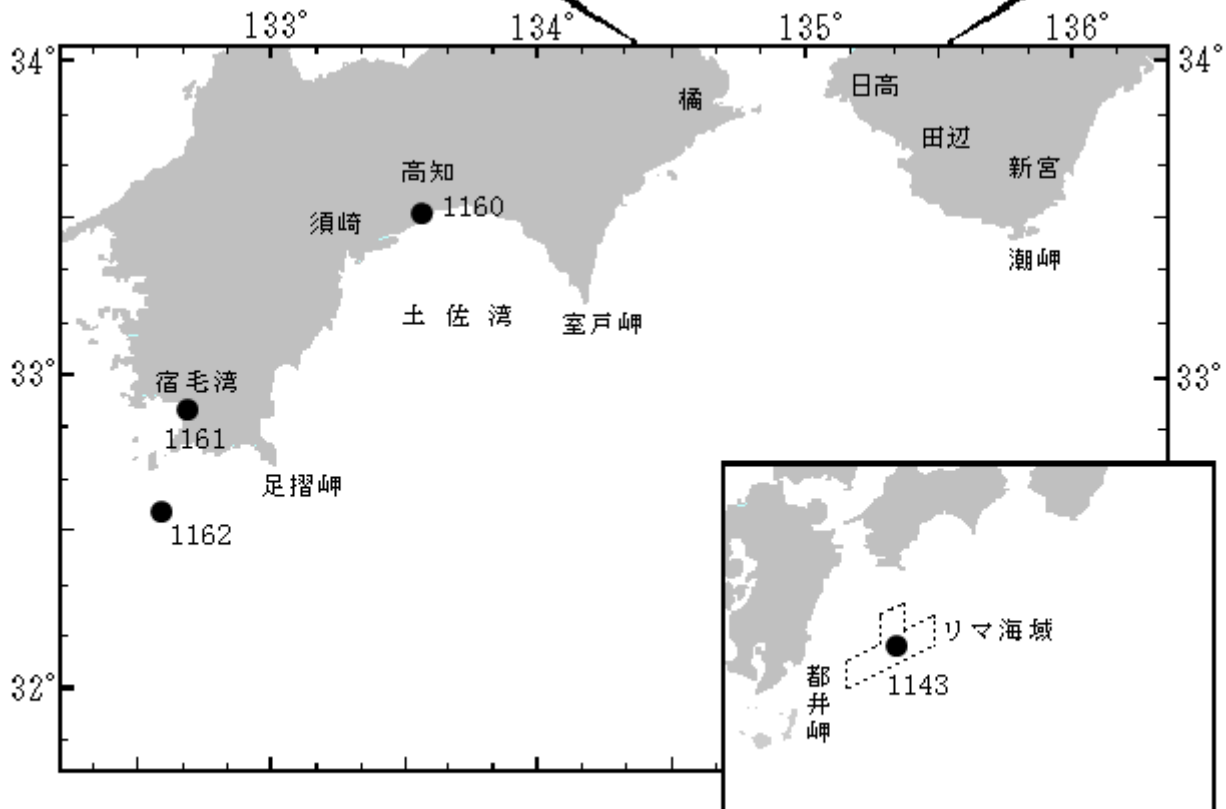 133° 134° 135° 136°
34° 34°
日高
橘
田辺
新宮
高知
1160
須崎
潮岬
土佐湾
室戸岬
33° 33°
宿毛湾
1161
足摺岬
1162
リマ海域
1143
都井岬
32°